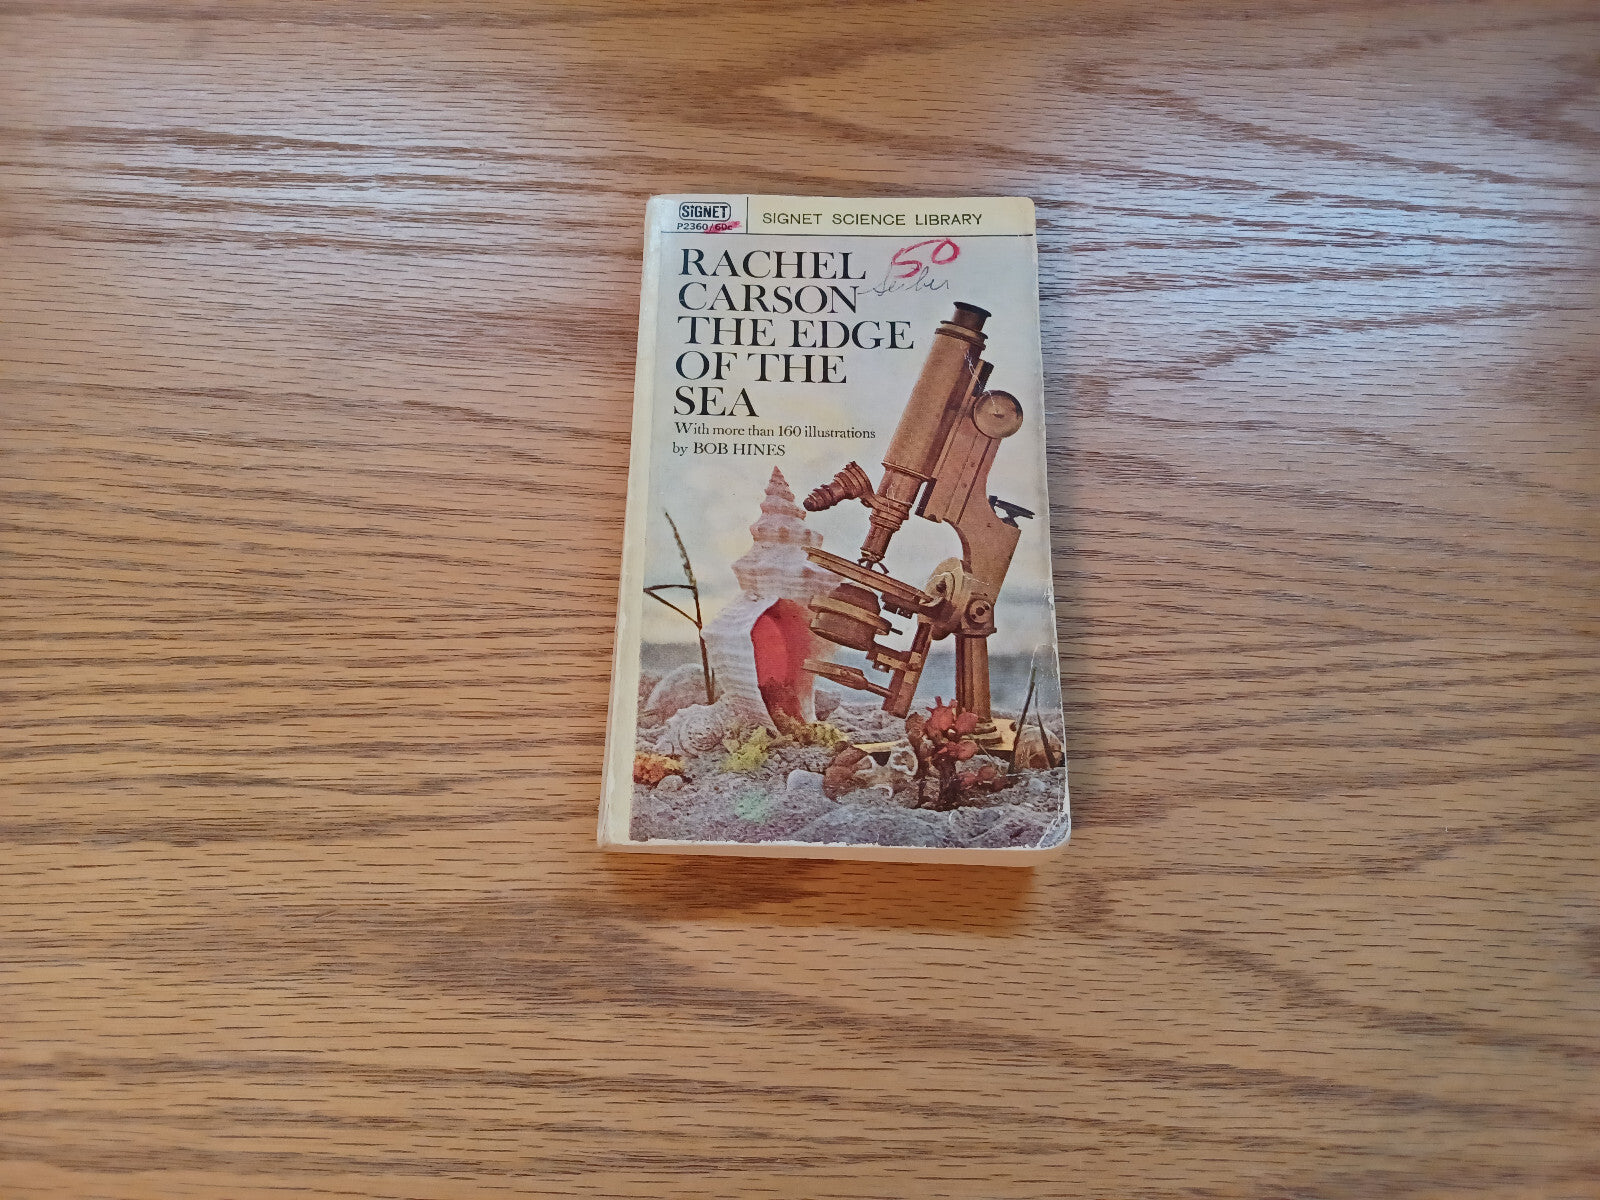 SIGNET
P2360/60c
SIGNET SCIENCE LIBRARY
50
RACHEL
CARSON
THE EDGE
OF THE
SEA
With more than 160 illustrations
by BOB HINES